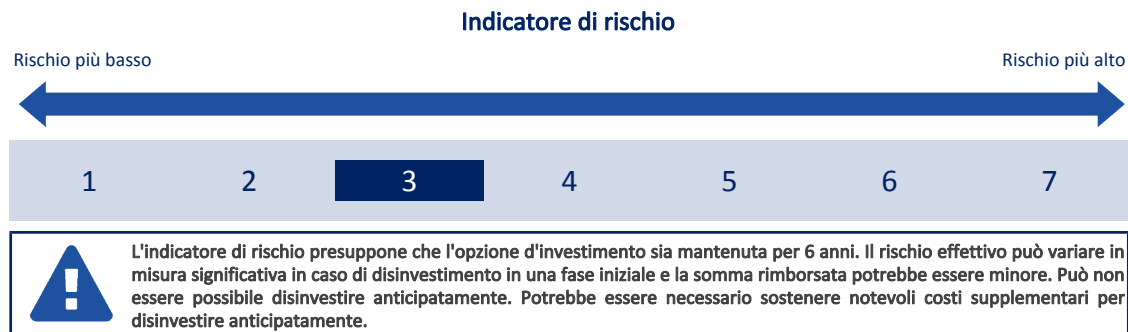 Indicatore di rischio
Rischio più basso
Rischio più alto
1 2 3 4 5 6 7
L'indicatore di rischio presuppone che l'opzione d'investimento sia mantenuta per 6 anni. Il rischio effettivo può variare in
misura significativa in caso di disinvestimento in una fase iniziale e la somma rimborsata potrebbe essere minore. Può non
essere possibile disinvestire anticipatamente. Potrebbe essere necessario sostenere notevoli costi supplementari per
disinvestire anticipatamente.